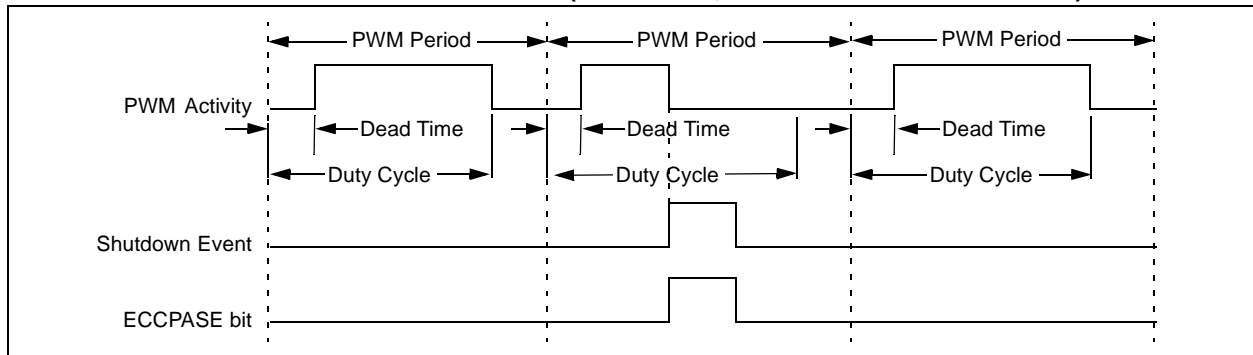 PWM Period PWM Period PWM Period
PWM Activity
Dead Time Dead Time Dead Time
Duty Cycle Duty Cycle Duty Cycle
Shutdown Event
ECCPASE bit